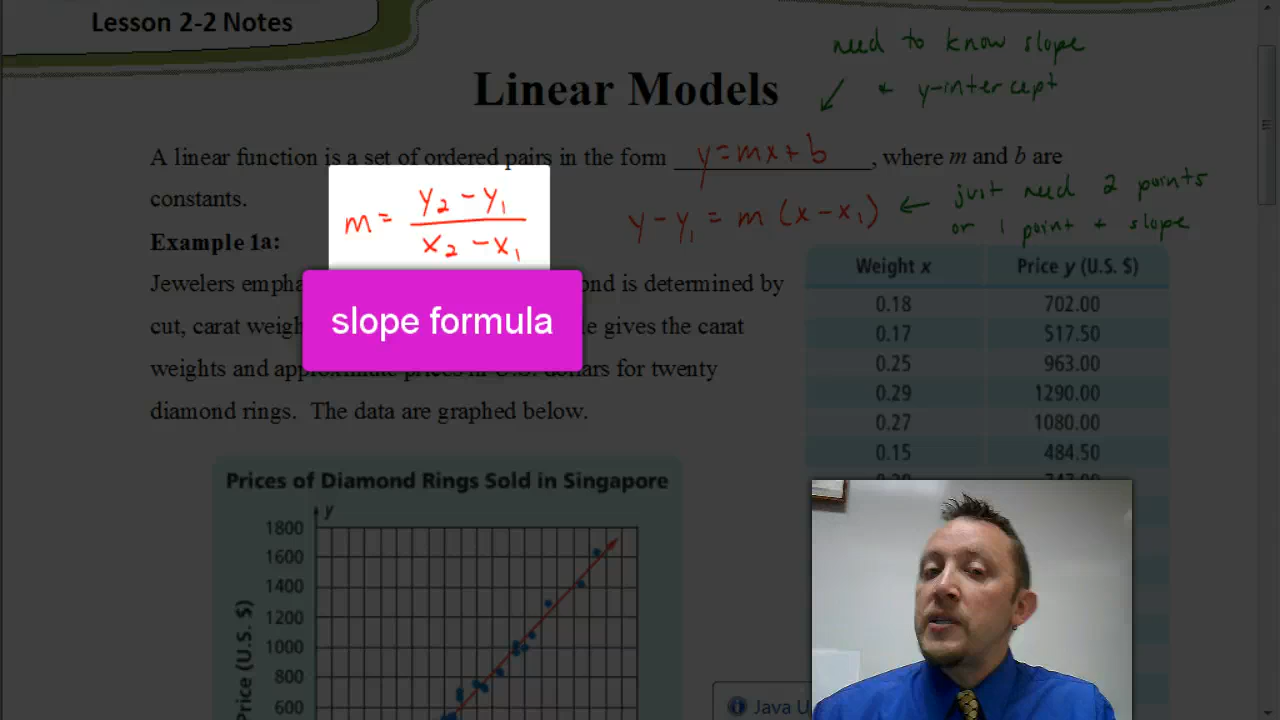 Lesson 2-2 Notes
need to know slope
+ y-intercept
Linear Models
A linear function is a set of ordered pairs in the form y=mx+b, where m and b are
constants.
m = y₂ - y₁ / x₂ - x₁
y - y₁ = m (x - x₁) ← just need 2 points
or 1 point + slope
Example 1a:
slope formula
Jewelers empha ond is determined by
cut, carat weigh le gives the carat
weights and approximate prices in U.S. dollars for twenty
diamond rings. The data are graphed below.
Weight x Price y (U.S. $)
0.18 702.00
0.17 517.50
0.25 963.00
0.29 1290.00
0.27 1080.00
0.15 484.50
Prices of Diamond Rings Sold in Singapore
y
1800
1600
1400
1200
1000
800
600
Price (U.S. $)
Java U